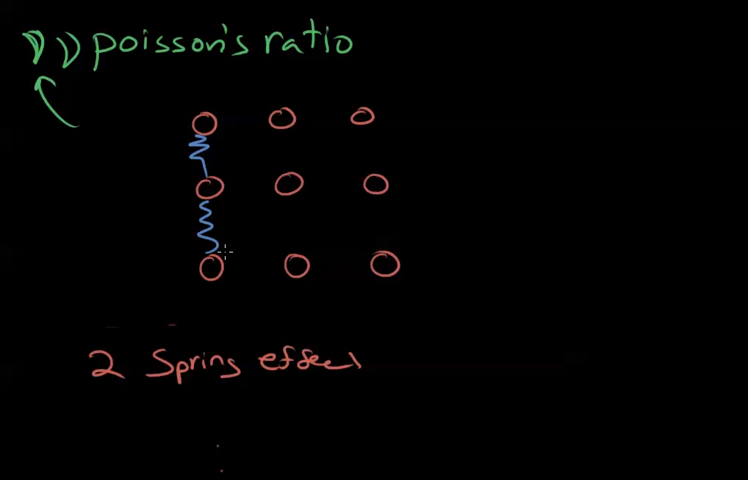 ν ν poisson's ratio
2 Spring effect